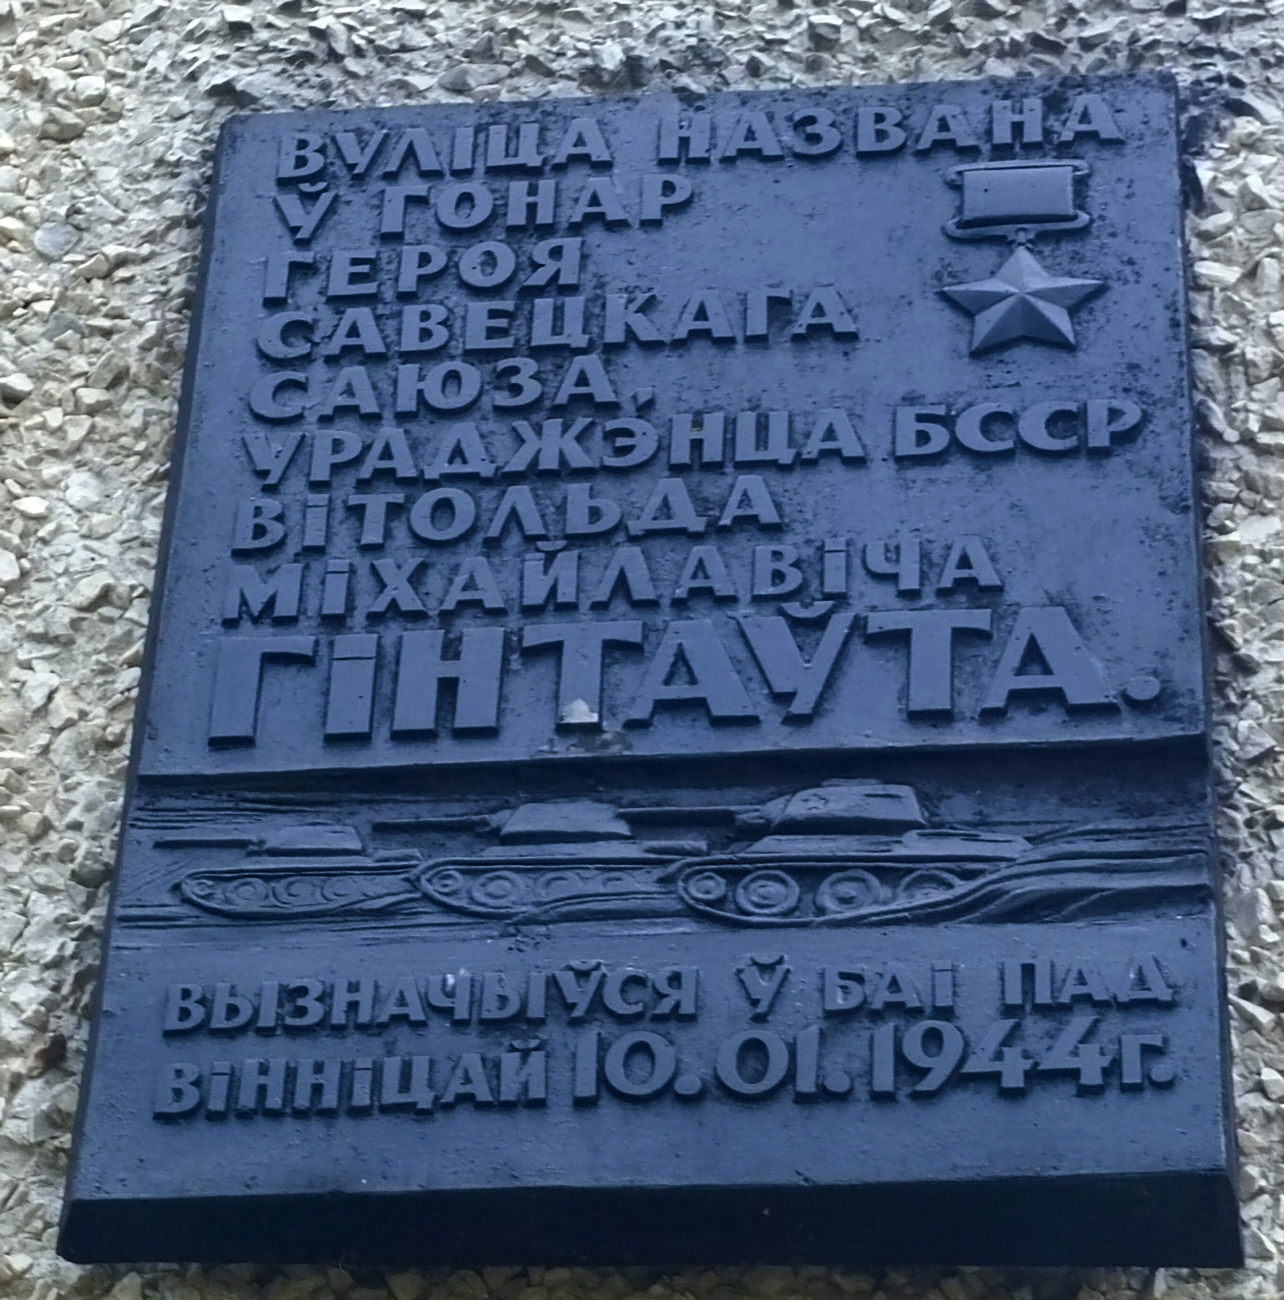 ВУЛІЦА НАЗВАНА
Ў ГОНАР
ГЕРОЯ
САВЕЦКАГА
САЮЗА,
УРАДЖЭНЦА БССР
ВІТОЛЬДА
МІХАЙЛАВІЧА
ГІНТАЎТА.
ВЫЗНАЧЫЎСЯ Ў БАІ ПАД
ВІННІЦАЙ 10.01.1944г.